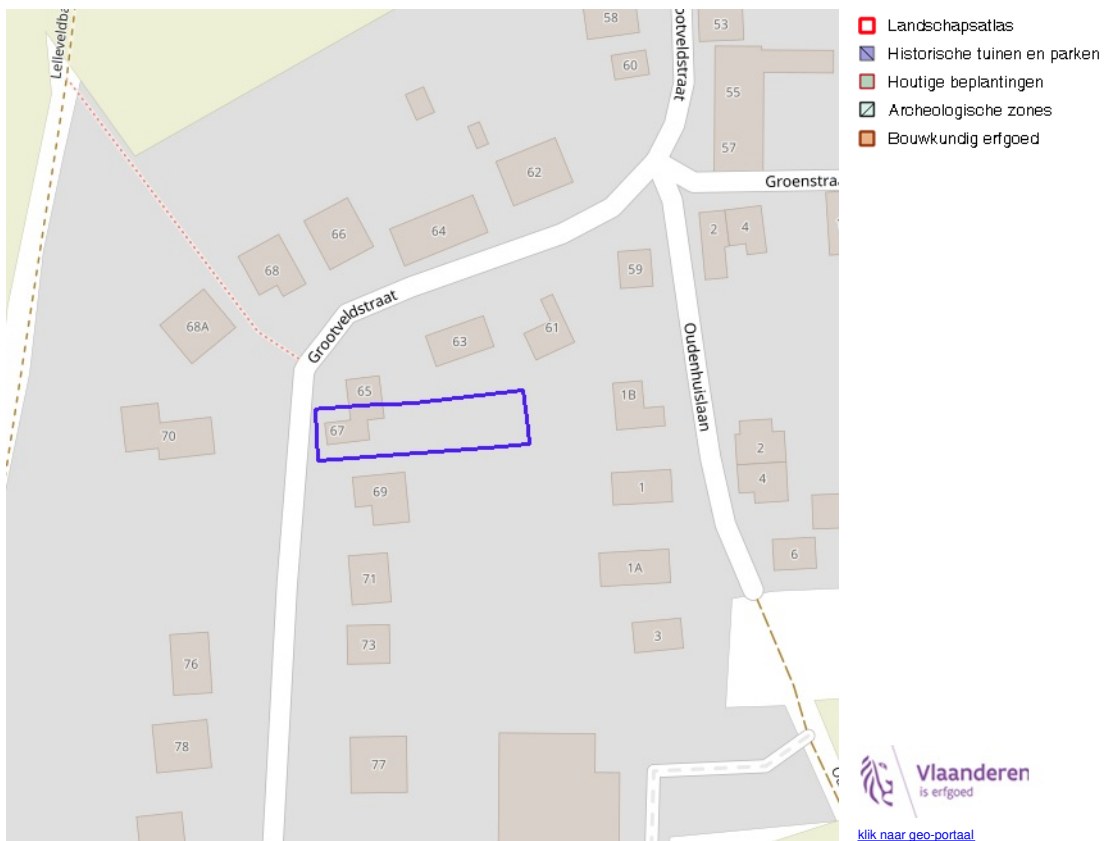 58
53
Lelleveldba
ootveldstraat
60
55
57
62
Groenstra
64
66
2
4
68
59
68A
Grootveldstraat
63
61
Oudenhuislaan
65
1B
67
70
2
69
1
4
6
71
1A
73
3
76
78
77
Landschapsatlas
Historische tuinen en parken
Houtige beplantingen
Archeologische zones
Bouwkundig erfgoed
Vlaanderen
is erfgoed
klik naar geo-portaal